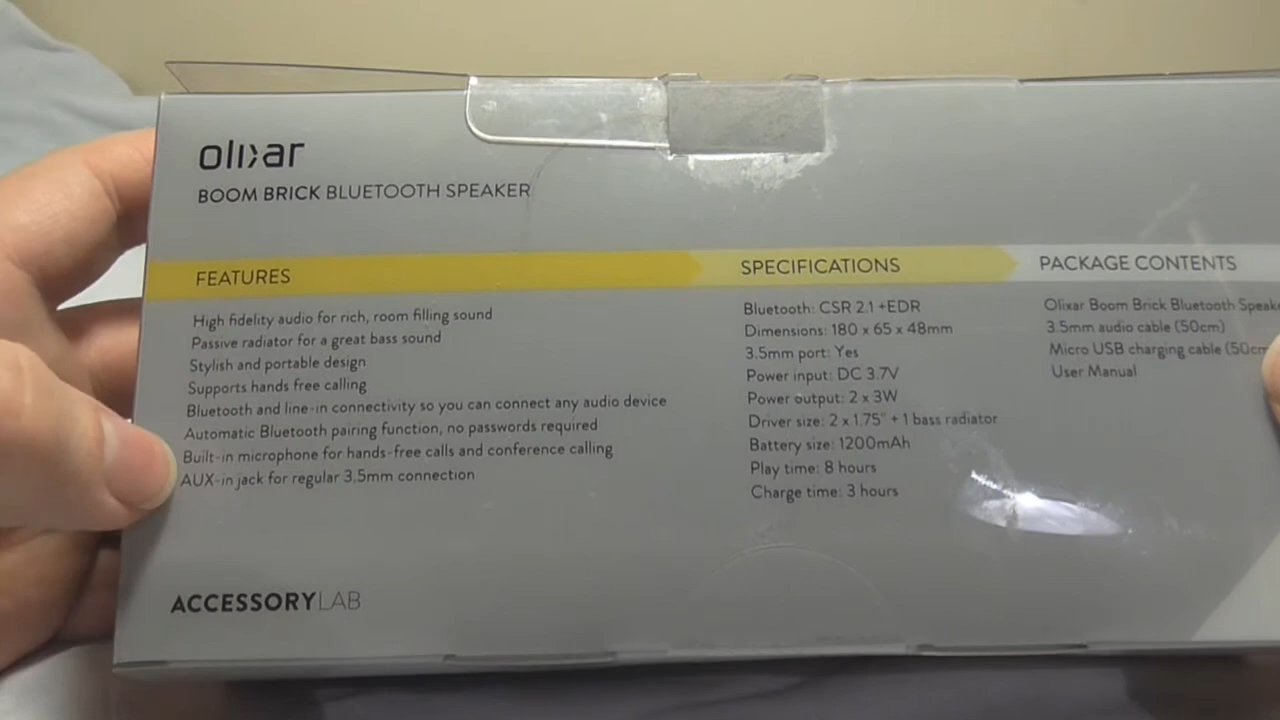 olixar
BOOM BRICK BLUETOOTH SPEAKER
FEATURES
High fidelity audio for rich, room filling sound
Passive radiator for a great bass sound
Stylish and portable design
Supports hands free calling
Bluetooth and line-in connectivity so you can connect any audio device
Automatic Bluetooth pairing function, no passwords required
Built-in microphone for hands-free calls and conference calling
AUX-in jack for regular 3.5mm connection
SPECIFICATIONS
Bluetooth: CSR 2.1 +EDR
Dimensions: 180 x 65 x 48mm
3.5mm port: Yes
Power input: DC 3.7V
Power output: 2 x 3W
Driver size: 2 x 1.75" + 1 bass radiator
Battery size: 1200mAh
Play time: 8 hours
Charge time: 3 hours
PACKAGE CONTENTS
Olixar Boom Brick Bluetooth
3.5mm audio cable (50cm)
Micro USB charging cable (50cm
User Manual
ACCESSORYLAB